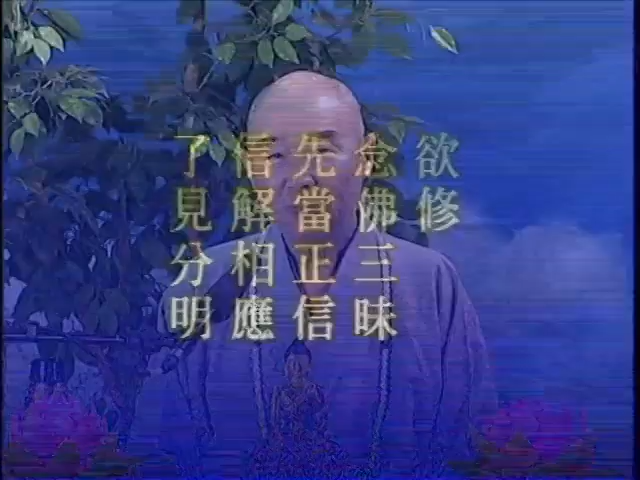 欲修
念佛三昧
先當正信
信解相應
了見分明